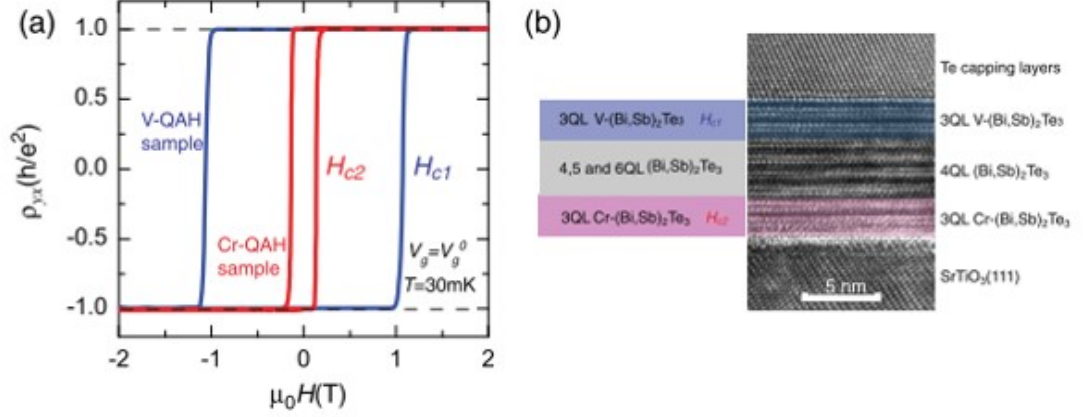 (a)
1.0
0.5
0.0
-0.5
-1.0
ρyx(h/e²)
V-QAH
sample
Hc2
Hc1
Cr-QAH
sample
Vg=Vg⁰
T=30mK
-2 -1 0 1 2
μ₀H(T)
(b)
Te capping layers
3QL V-(Bi,Sb)₂Te₃ Hc1
3QL V-(Bi,Sb)₂Te₃
4,5 and 6QL (Bi,Sb)₂Te₃
4QL (Bi,Sb)₂Te₃
3QL Cr-(Bi,Sb)₂Te₃ Hc2
3QL Cr-(Bi,Sb)₂Te₃
SrTiO₃(111)
5 nm